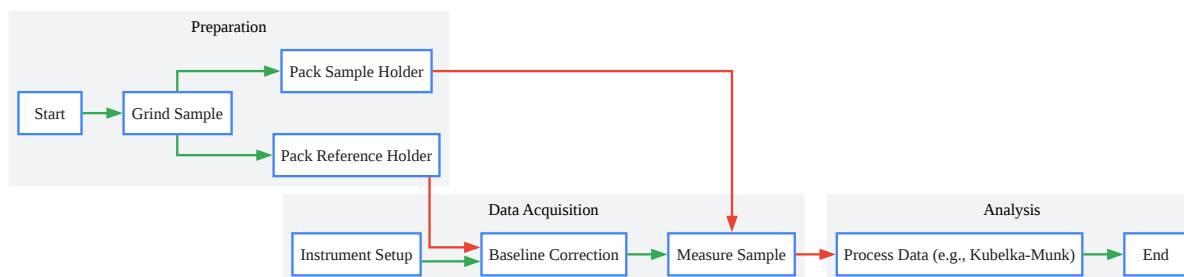 Preparation
Pack Sample Holder
Start
Grind Sample
Pack Reference Holder
Data Acquisition
Analysis
Instrument Setup
Baseline Correction
Measure Sample
Process Data (e.g., Kubelka-Munk)
End